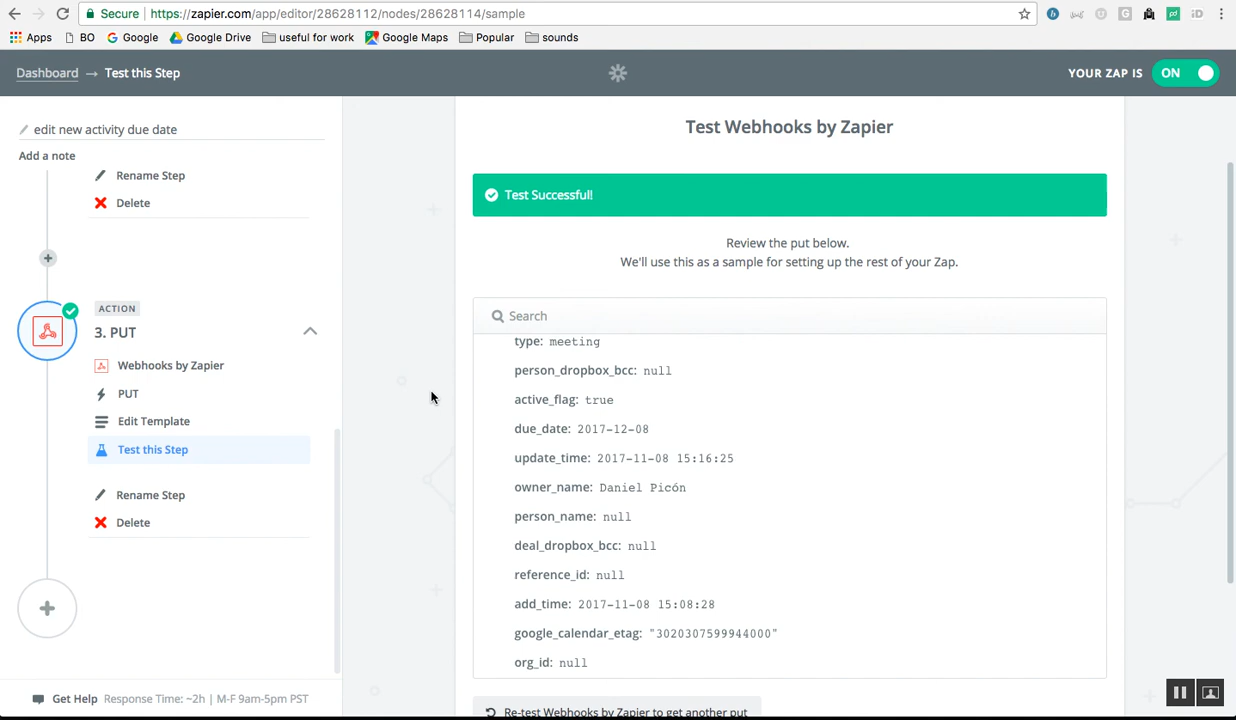 Secure https://zapier.com/app/editor/28628112/nodes/28628114/sample
Apps BO Google Google Drive useful for work Google Maps Popular sounds
Dashboard → Test this Step YOUR ZAP IS ON
edit new activity due date
Add a note
Rename Step
Delete
ACTION
3. PUT
Webhooks by Zapier
PUT
Edit Template
Test this Step
Rename Step
Delete
Get Help Response Time: ~2h | M-F 9am-5pm PST
Test Webhooks by Zapier
Test Successful!
Review the put below.
We'll use this as a sample for setting up the rest of your Zap.
Search
type: meeting
person_dropbox_bcc: null
active_flag: true
due_date: 2017-12-08
update_time: 2017-11-08 15:16:25
owner_name: Daniel Picón
person_name: null
deal_dropbox_bcc: null
reference_id: null
add_time: 2017-11-08 15:08:28
google_calendar_etag: "3020307599944000"
org_id: null
Re-test Webhooks by Zapier to get another put